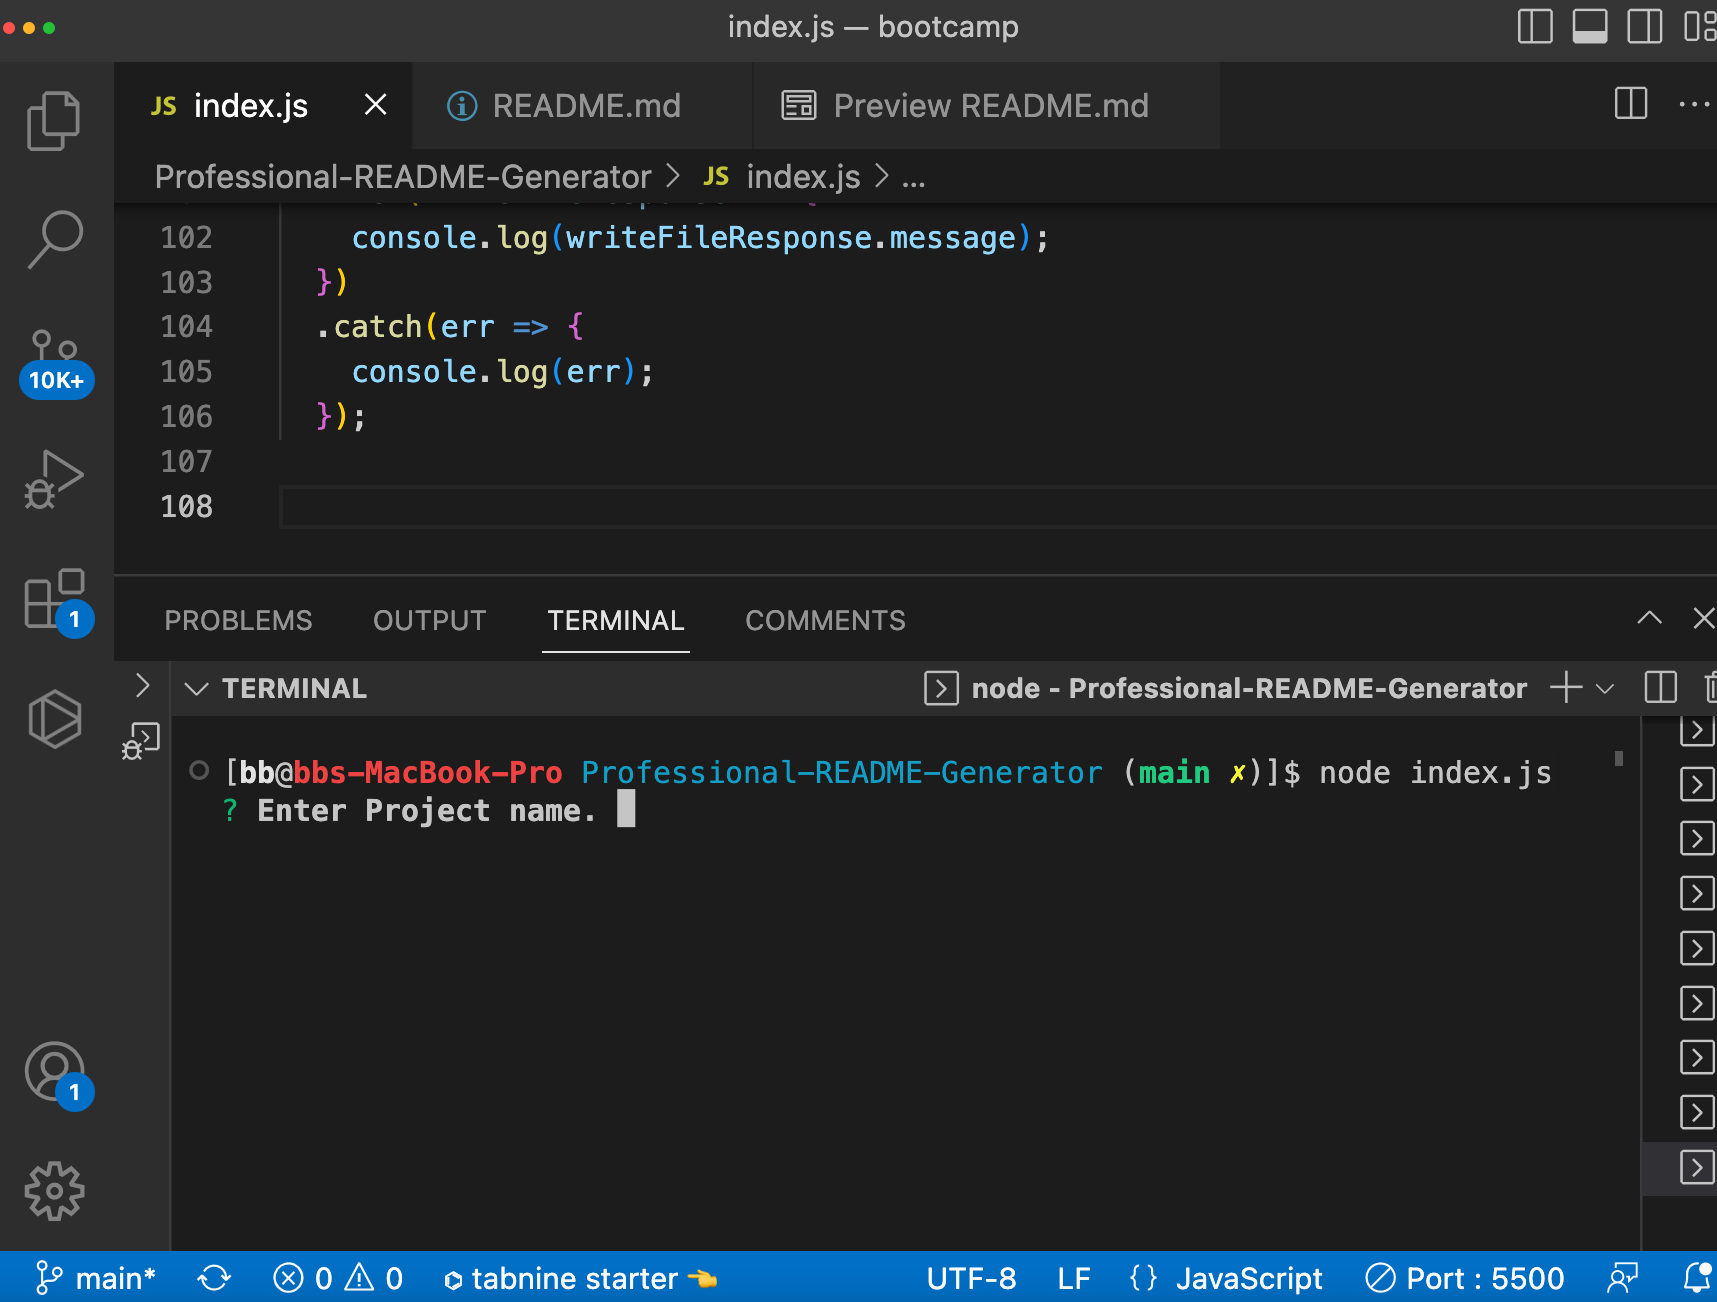 index.js — bootcamp
JS index.js
README.md
Preview README.md
Professional-README-Generator > JS index.js > ...
102 console.log(writeFileResponse.message);
103 })
104 .catch(err => {
105 console.log(err);
106 });
107
108
10K+
1
PROBLEMS OUTPUT TERMINAL COMMENTS
TERMINAL
node - Professional-README-Generator
[bb@bbs-MacBook-Pro Professional-README-Generator (main ✗)]$ node index.js
? Enter Project name.
1
main* 0 0 tabnine starter UTF-8 LF {} JavaScript Port : 5500